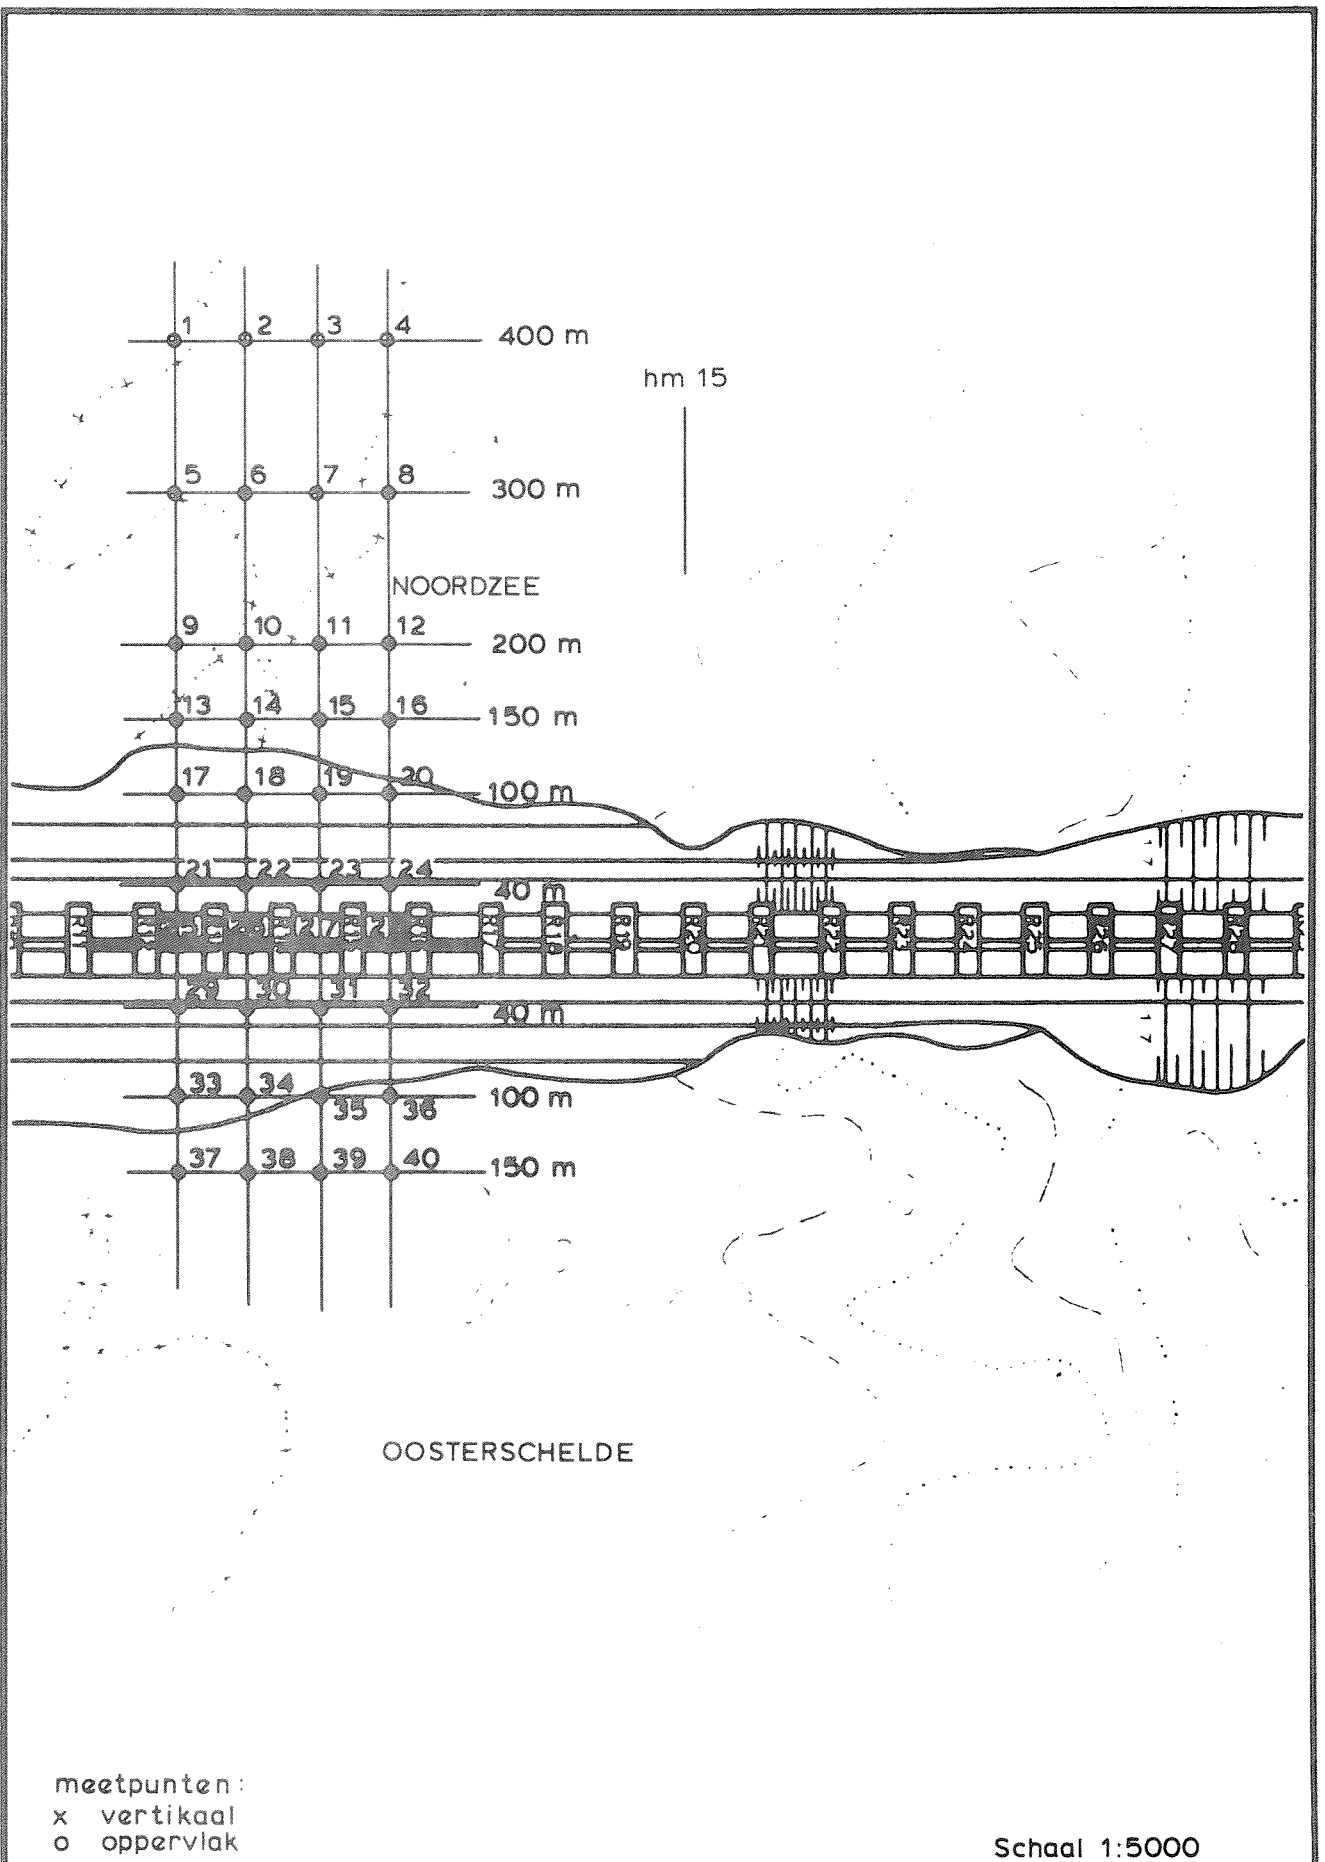 1 2 3 4 400 m
hm 15
5 6 7 8 300 m
NOORDZEE
9 10 11 12 200 m
13 14 15 16 150 m
17 18 19 20 100 m
21 22 23 24 40 m
R17 R18 R19 R20 R21 R22 R23 R24 R25 R26 R27 R28
29 30 31 32 40 m
33 34 35 36 100 m
37 38 39 40 150 m
OOSTERSCHELDE
meetpunten:
x vertikaal
o oppervlak
Schaal 1:5000